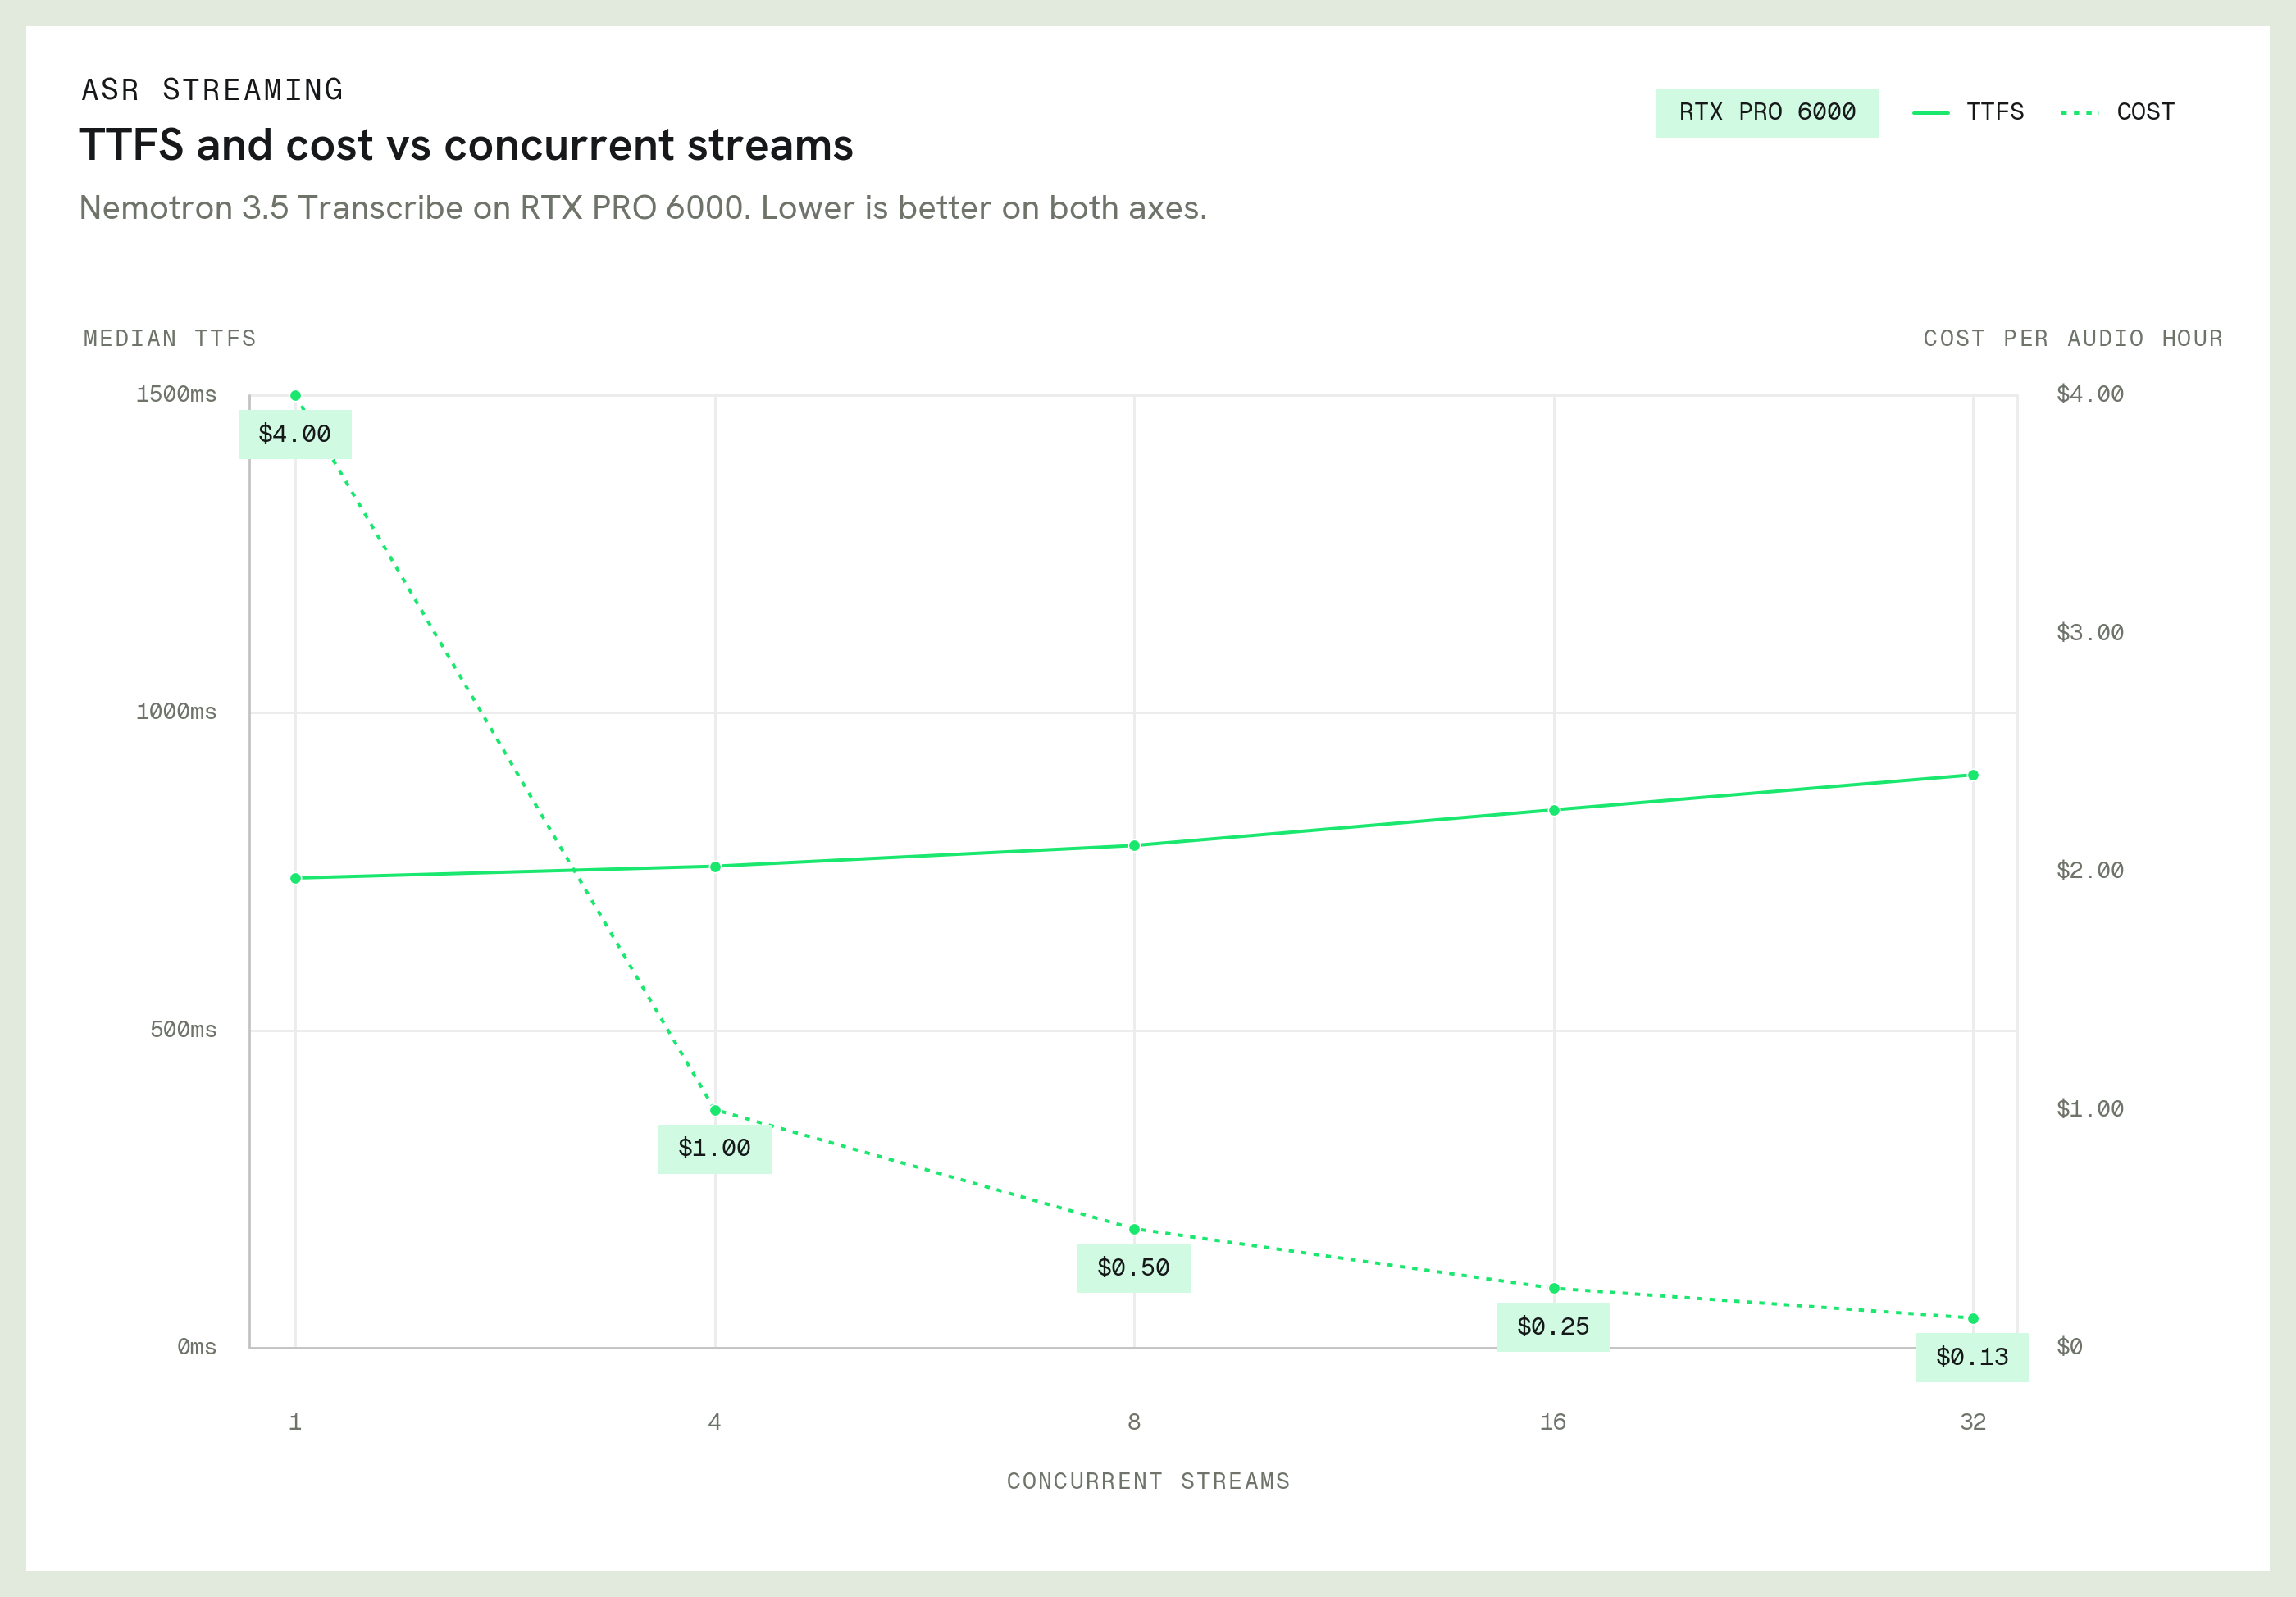 ASR STREAMING
TTFS and cost vs concurrent streams
Nemotron 3.5 Transcribe on RTX PRO 6000. Lower is better on both axes.
RTX PRO 6000 TTFS COST
MEDIAN TTFS
COST PER AUDIO HOUR
1500ms
1000ms
500ms
0ms
$4.00
$1.00
$0.50
$0.25
$0.13
$4.00
$3.00
$2.00
$1.00
$0
1 4 8 16 32
CONCURRENT STREAMS